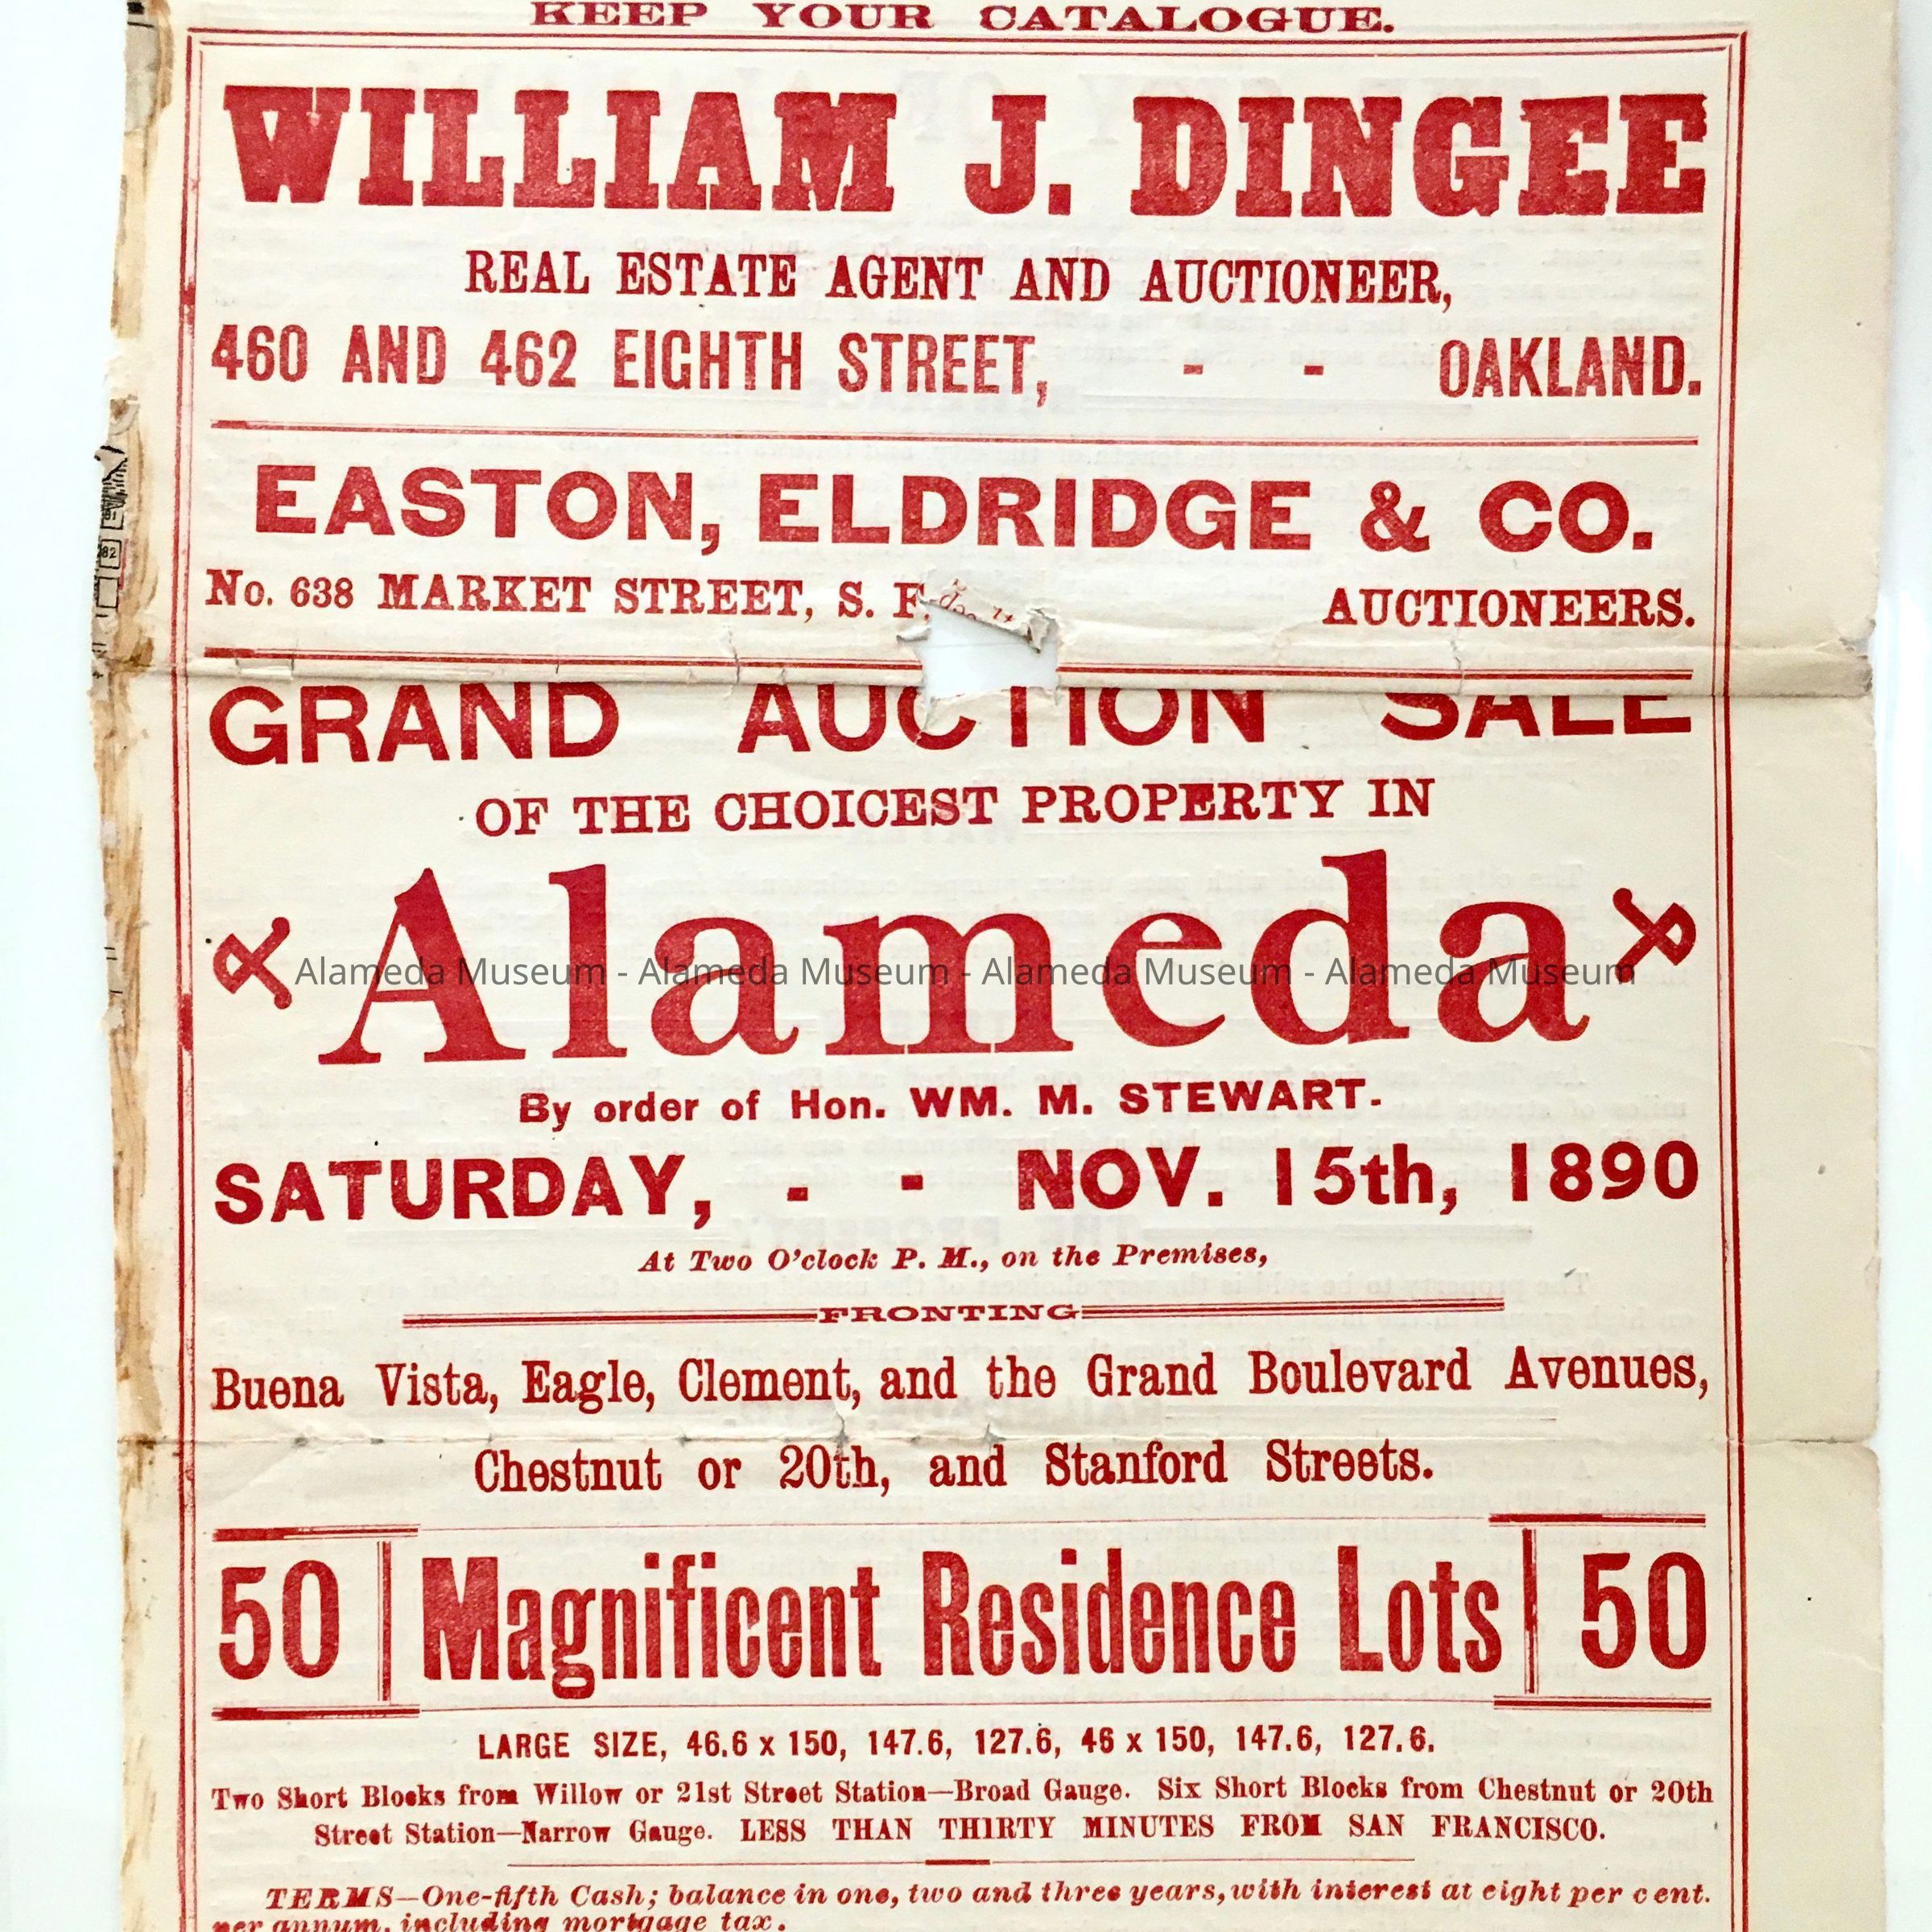 KEEP YOUR CATALOGUE.
WILLIAM J. DINGEE
REAL ESTATE AGENT AND AUCTIONEER,
460 AND 462 EIGHTH STREET, - - OAKLAND.
EASTON, ELDRIDGE & CO.
No. 638 MARKET STREET, S. F. AUCTIONEERS.
GRAND AUCTION SALE
OF THE CHOICEST PROPERTY IN
Alameda
Alameda Museum - Alameda Museum - Alameda Museum - Alameda Museum
By order of Hon. WM. M. STEWART.
SATURDAY, - - NOV. 15th, 1890
At Two O'clock P. M., on the Premises,
FRONTING
Buena Vista, Eagle, Clement, and the Grand Boulevard Avenues,
Chestnut or 20th, and Stanford Streets.
50 Magnificent Residence Lots 50
LARGE SIZE, 46.6 x 150, 147.6, 127.6, 46 x 150, 147.6, 127.6.
Two Short Blocks from Willow or 21st Street Station—Broad Gauge. Six Short Blocks from Chestnut or 20th
Street Station—Narrow Gauge. LESS THAN THIRTY MINUTES FROM SAN FRANCISCO.
TERMS—One-fifth Cash; balance in one, two and three years, with interest at eight per cent.
per annum, including mortgage tax.